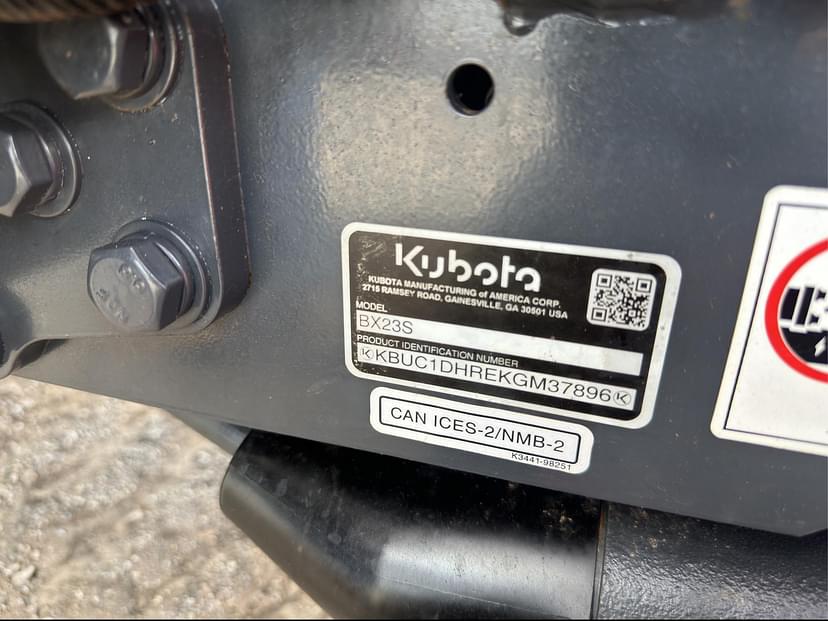 Kubota
KUBOTA MANUFACTURING of AMERICA CORP.
2715 RAMSEY ROAD, GAINESVILLE, GA 30501 USA
MODEL
BX23S
PRODUCT IDENTIFICATION NUMBER
KBUC1DHREKGM37896
CAN ICES-2/NMB-2
K3441-98251